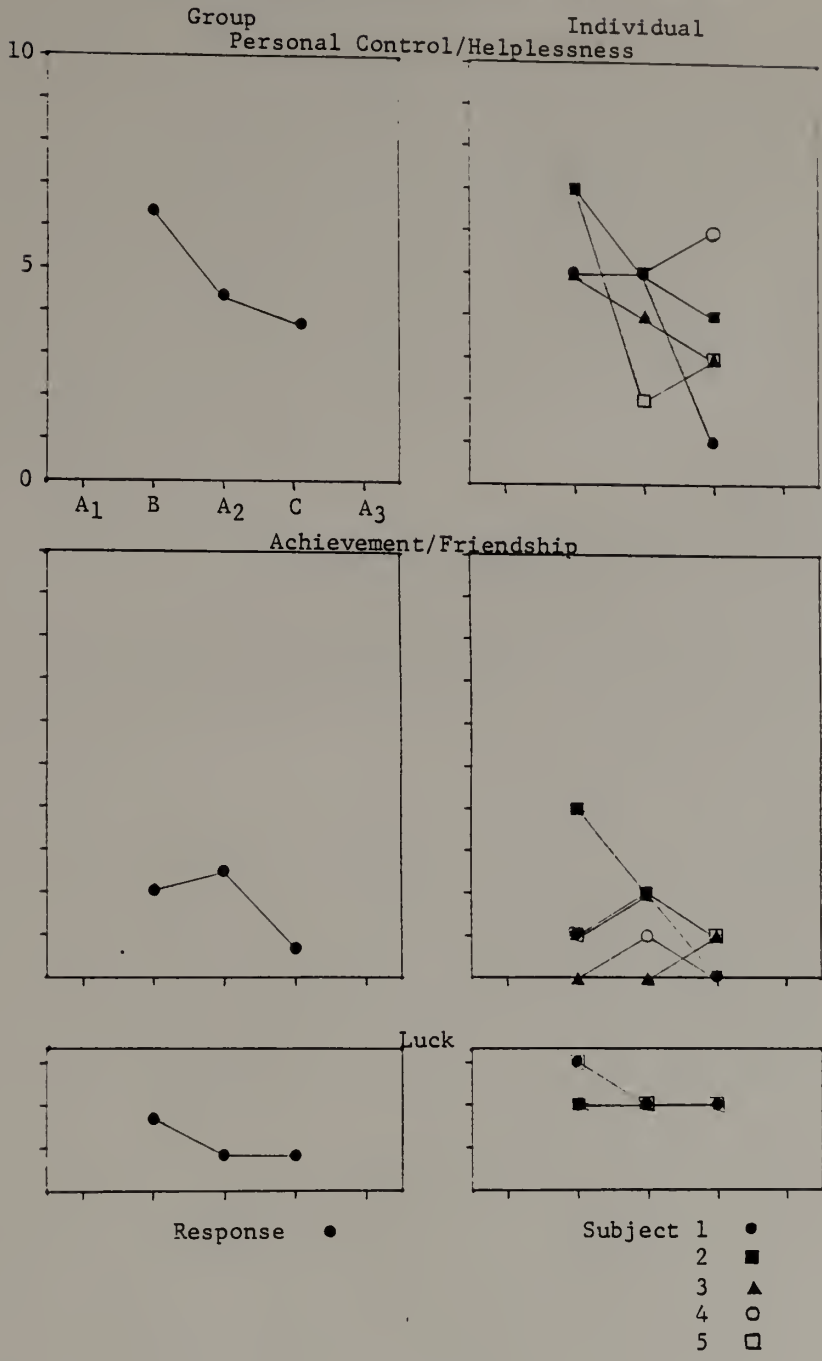 Group Individual
Personal Control/Helplessness
10
5
0
A1 B A2 C A3
Achievement/Friendship
Luck
Response ●
Subject 1 ●
2 ■
3 ▲
4 ○
5 □